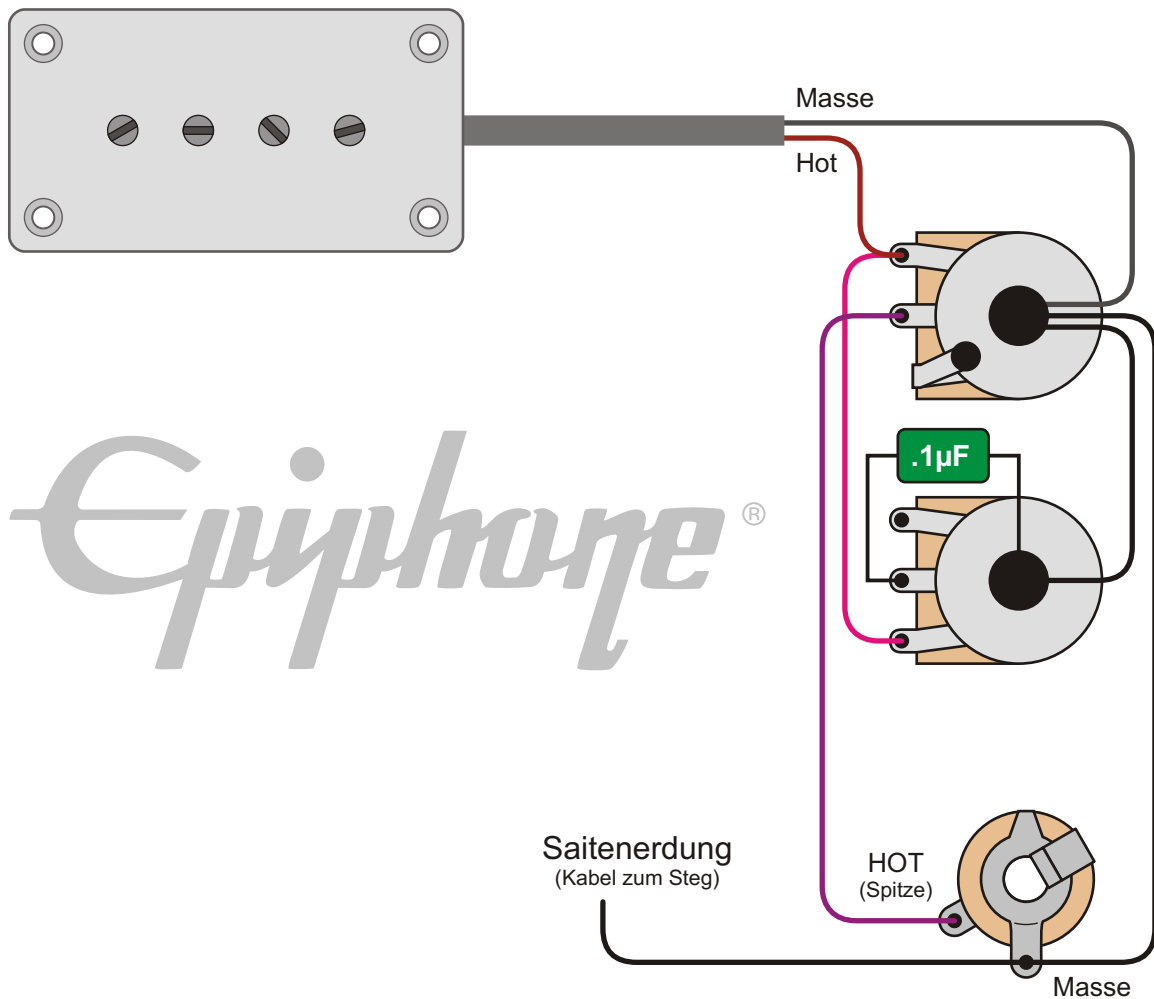 Masse
Hot
.1µF
Epiphone ®
Saitenerdung
(Kabel zum Steg)
HOT
(Spitze)
Masse